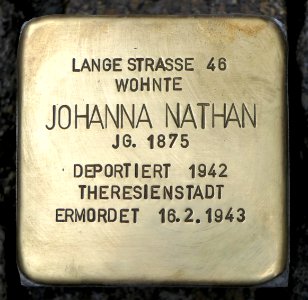 LANGE STRASSE 46
WOHNTE
JOHANNA NATHAN
JG. 1875
DEPORTIERT 1942
THERESIENSTADT
ERMORDET 16.2.1943